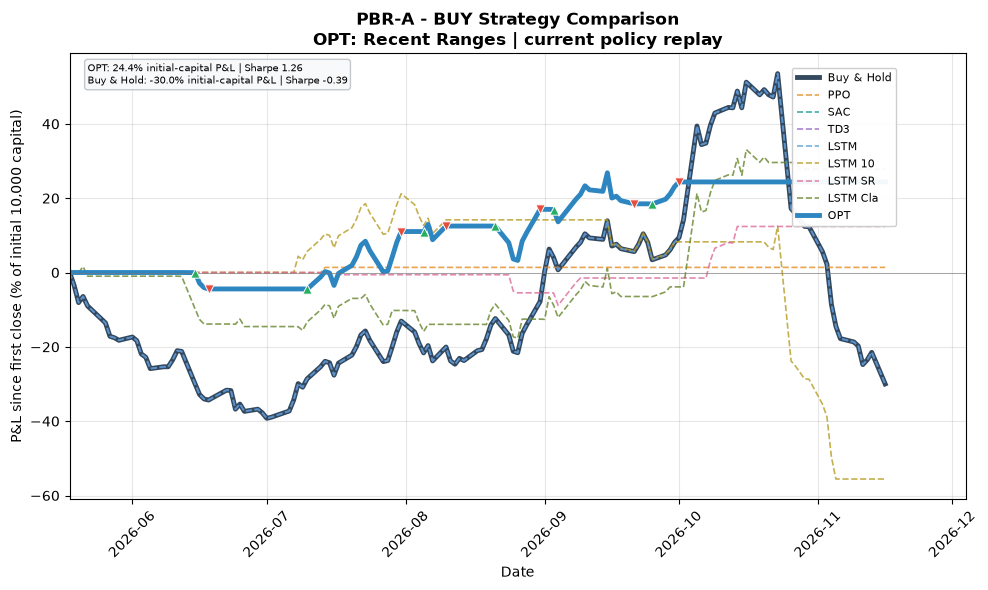 PBR-A - BUY Strategy Comparison
OPT: Recent Ranges | current policy replay
OPT: 24.4% initial-capital P&L | Sharpe 1.26
Buy & Hold: -30.0% initial-capital P&L | Sharpe -0.39
Buy & Hold
PPO
SAC
TD3
LSTM
LSTM 10
LSTM SR
LSTM Cla
OPT
P&L since first close (% of initial 10,000 capital)
40
20
0
−20
−40
−60
2026-06
2026-07
2026-08
2026-09
2026-10
2026-11
2026-12
Date